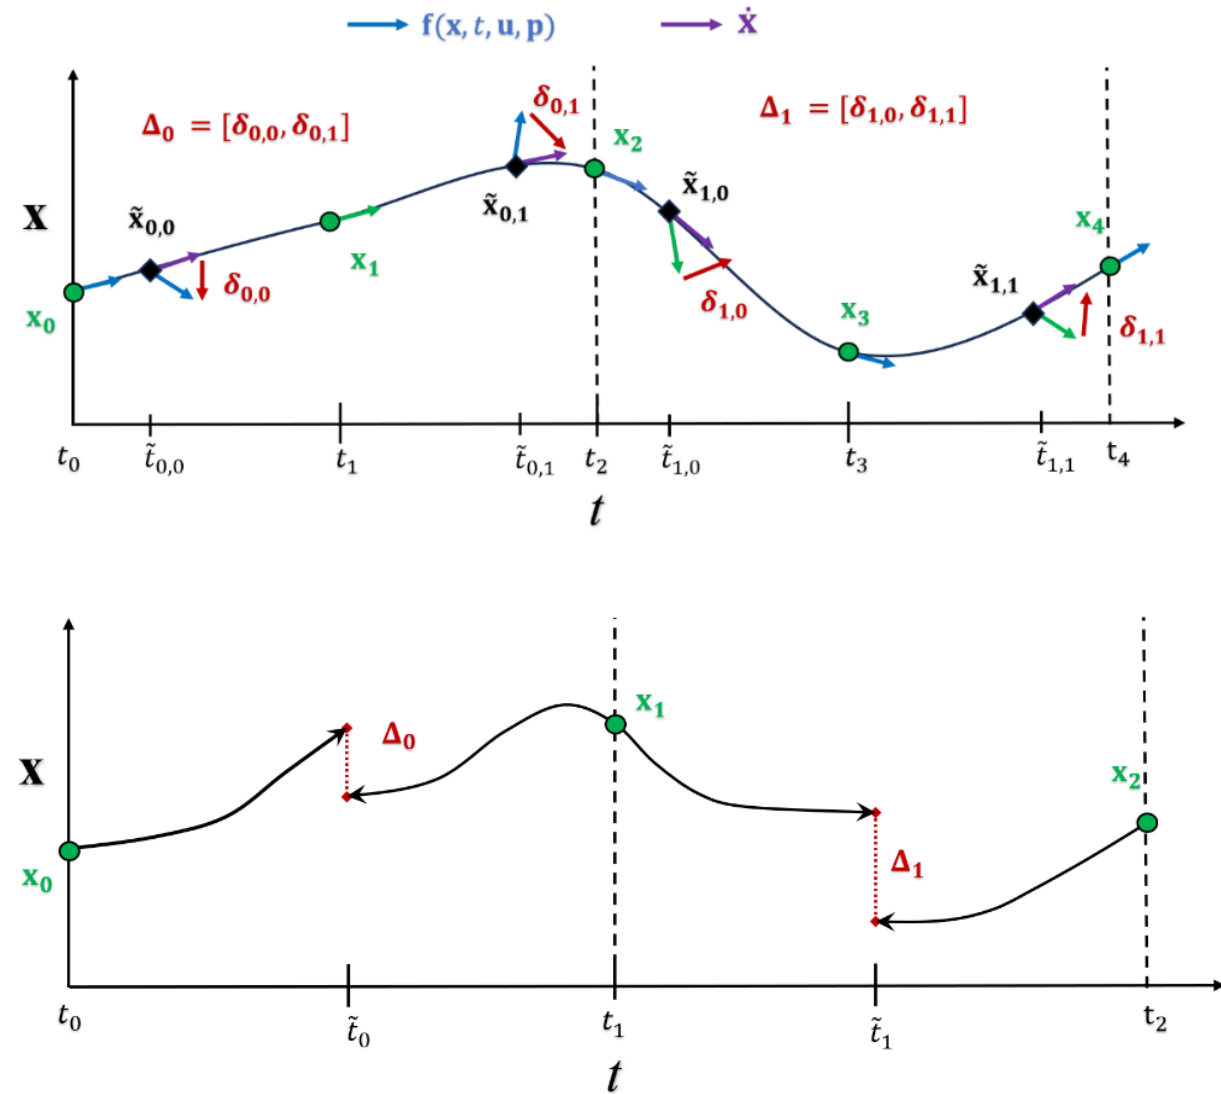 f(x, t, u, p) ẋ
Δ₀ = [δ₀,₀, δ₀,₁]
δ₀,₁
Δ₁ = [δ₁,₀, δ₁,₁]
x₂
x̃₁,₀
x
x̃₀,₀
x̃₀,₁
x₄
x₁
x̃₁,₁
δ₀,₀
δ₁,₀
x₃
x₀
δ₁,₁
t₀ t̃₀,₀ t₁ t̃₀,₁ t₂ t̃₁,₀ t₃ t̃₁,₁ t₄
t
x₁
Δ₀
x
x₂
Δ₁
x₀
t₀ t̃₀ t₁ t̃₁ t₂
t